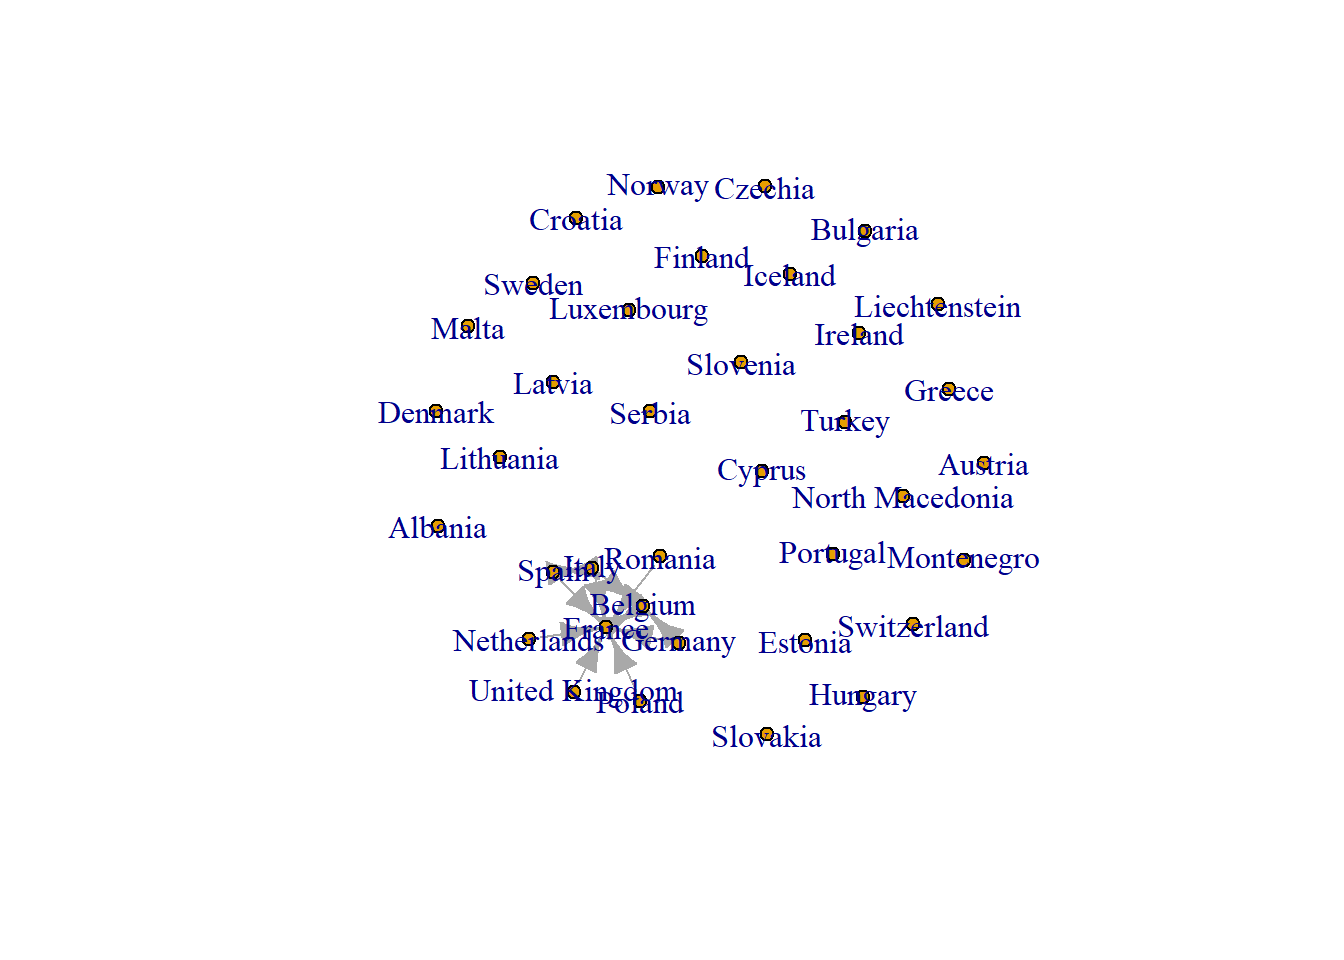 Norway
Czechia
Croatia
Bulgaria
Finland
Iceland
Sweden
Luxembourg
Liechtenstein
Malta
Ireland
Slovenia
Latvia
Greece
Denmark
Serbia
Turkey
Lithuania
Cyprus
Austria
North Macedonia
Albania
Portugal
Montenegro
Romania
Italy
Spain
Belgium
France
Switzerland
Netherlands
Germany
Estonia
United Kingdom
Poland
Hungary
Slovakia